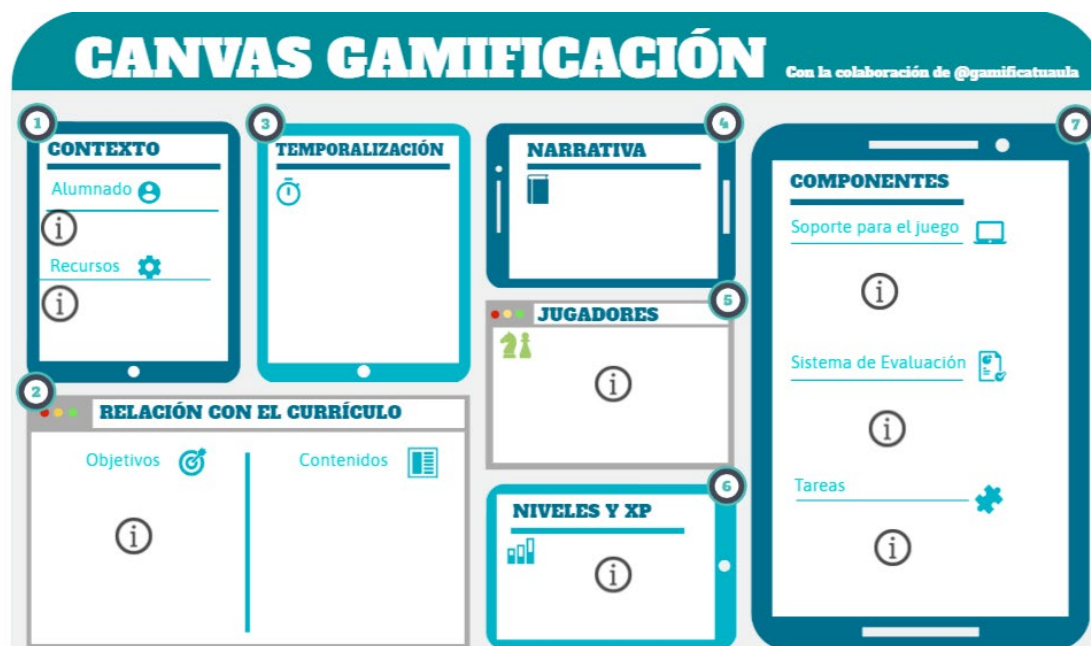 CANVAS GAMIFICACIÓN
Con la colaboración de @gamificatuaula
1
CONTEXTO
Alumnado
i
Recursos
i
2
RELACIÓN CON EL CURRÍCULO
Objetivos
i
Contenidos
3
TEMPORALIZACIÓN
4
NARRATIVA
5
JUGADORES
i
6
NIVELES Y XP
i
7
COMPONENTES
Soporte para el juego
i
Sistema de Evaluación
i
Tareas
i